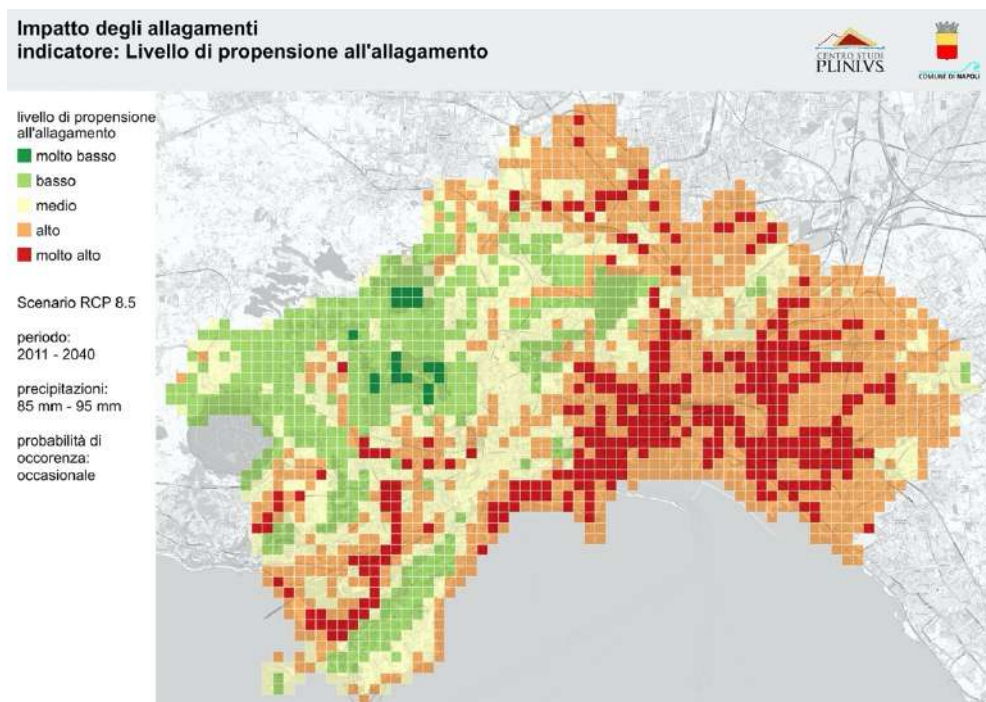 Impatto degli allagamenti
indicatore: Livello di propensione all'allagamento
CENTRO STUDI
PLINIVS
COMUNE DI NAPOLI
livello di propensione
all'allagamento
molto basso
basso
medio
alto
molto alto
Scenario RCP 8.5
periodo:
2011 - 2040
precipitazioni:
85 mm - 95 mm
probabilità di
occorenza:
occasionale